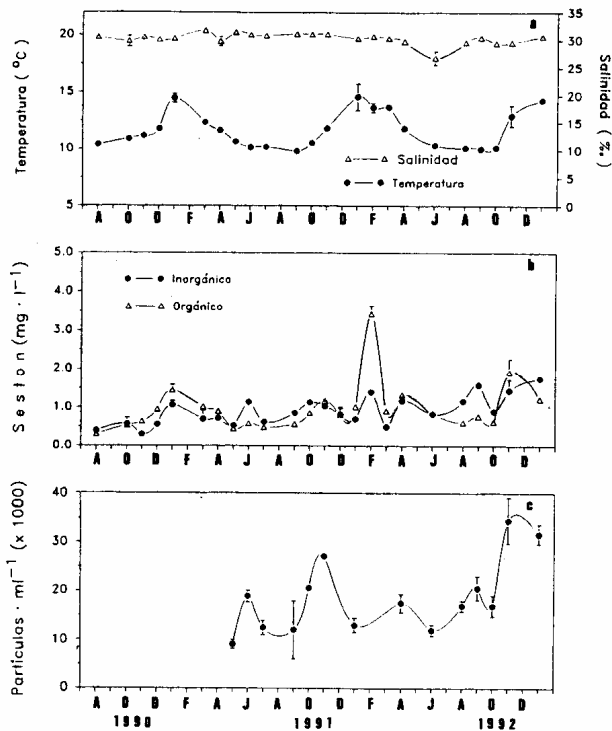 a
20
15
10
5
Temperatura (°C)
35
30
25
20
15
10
5
0
Salinidad (‰)
Salinidad
Temperatura
A O D F A J A O D F A J A O D
b
5.0
4.0
3.0
2.0
1.0
0.0
Seston (mg · l⁻¹)
Inorgánico
Orgánico
A O D F A J A O D F A J A O D
c
40
30
20
10
0
Partículas · ml⁻¹ (x 1000)
A O D F A J A O D F A J A O D
1990 1991 1992